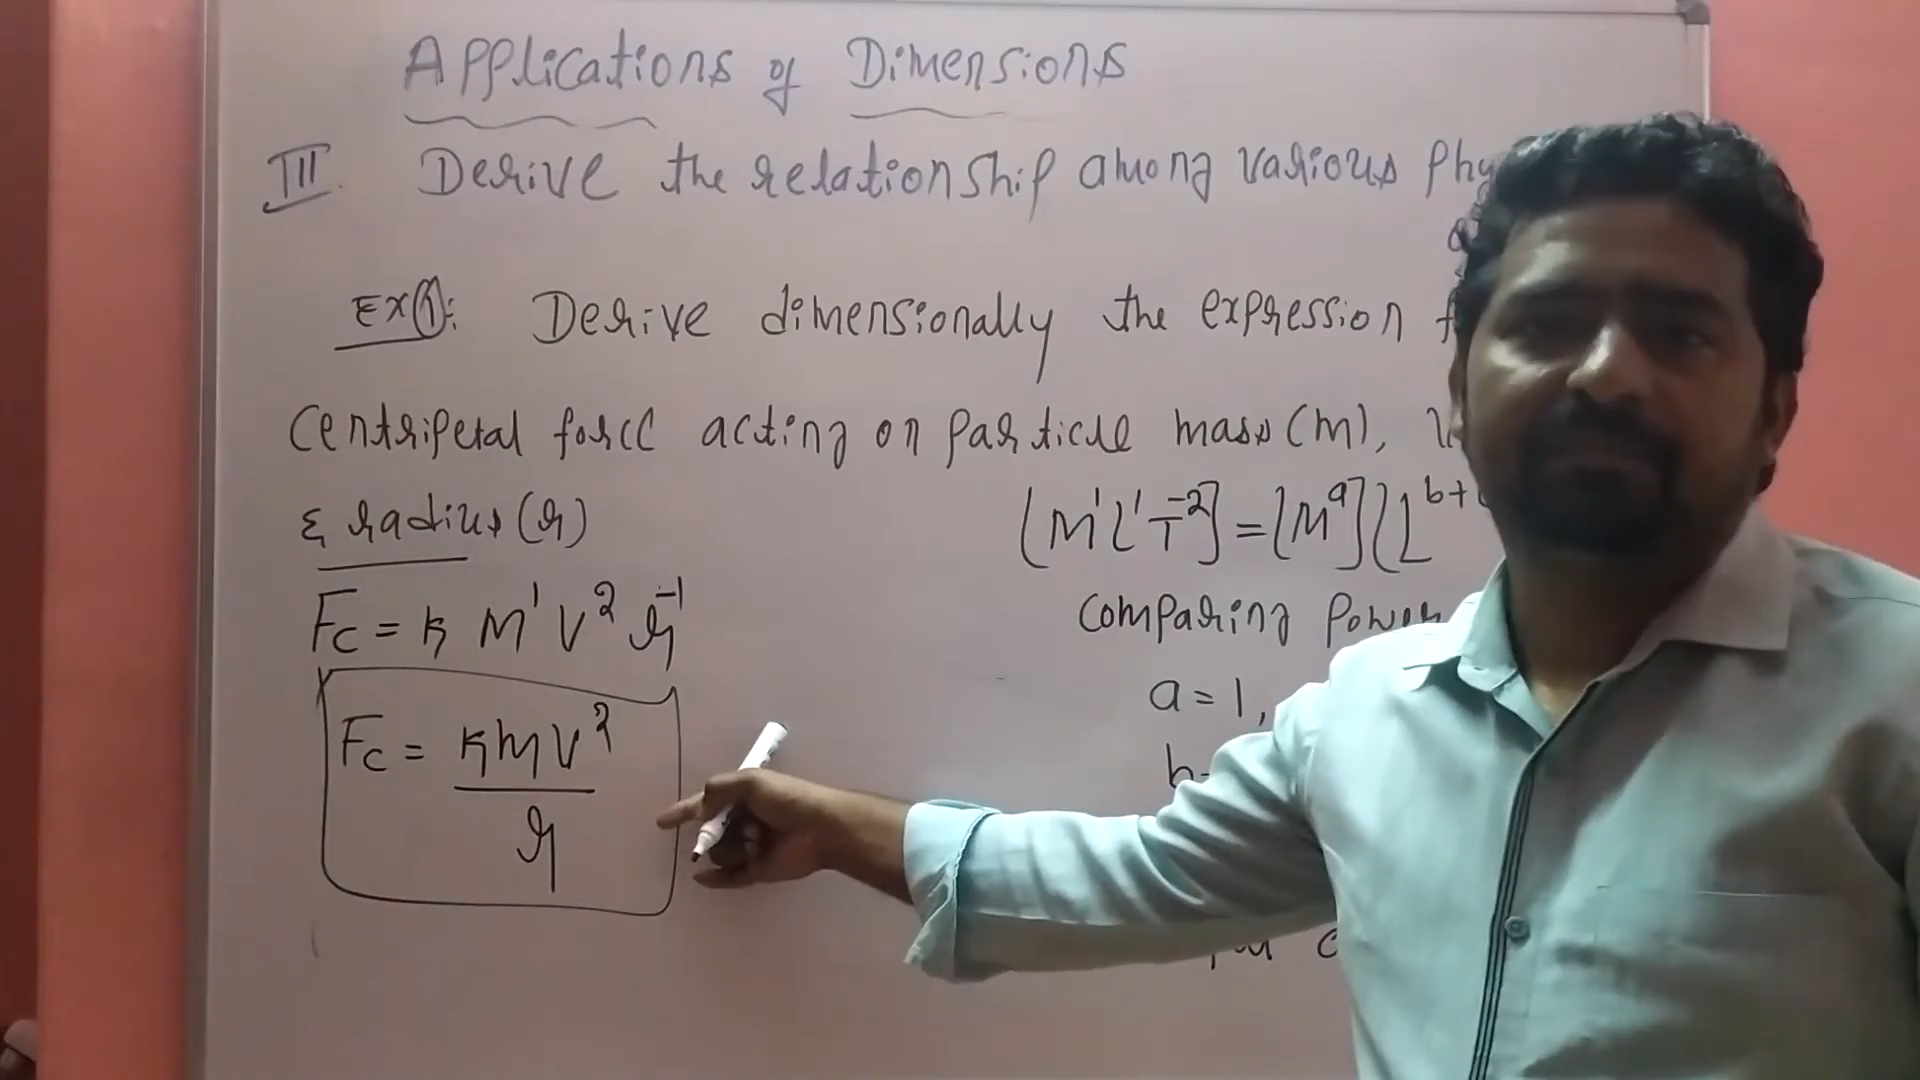 Applications of Dimensions
III. Derive the relationship among various
Ex(1): Derive dimensionally the expression
Centripetal force acting on particle mass (m),
& radius (r)
[M¹L¹T⁻²] = [Mᵃ][L
Fc = k m¹ v² r⁻¹
Comparing Power
a = 1,
Fc = kmv²/r